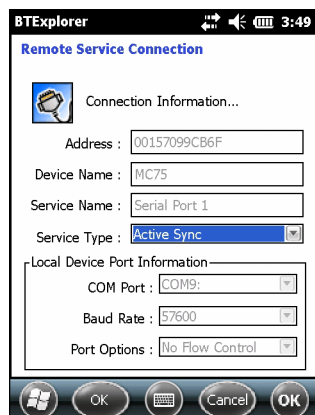 BTExplorer 3:49
Remote Service Connection
Connection Information...
Address : 00157099CB6F
Device Name : MC75
Service Name : Serial Port 1
Service Type : Active Sync
Local Device Port Information
COM Port : COM9:
Baud Rate : 57600
Port Options : No Flow Control
OK Cancel OK